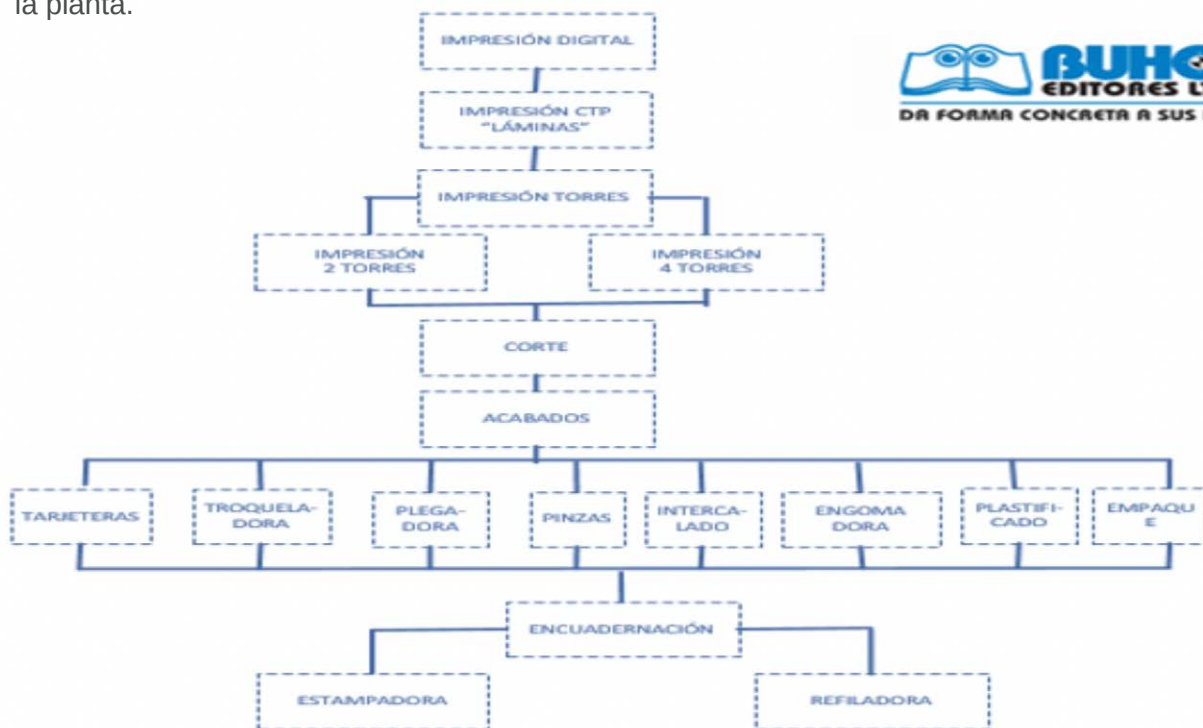 la planta.
IMPRESIÓN DIGITAL
BUHO
EDITORES
DA FORMA CONCRETA A SUS
IMPRESIÓN CTP
"LÁMINAS"
IMPRESIÓN TORRES
IMPRESIÓN
2 TORRES
IMPRESIÓN
4 TORRES
CORTE
ACABADOS
TARJETERAS
TROQUELA-
DORA
PLEGA-
DORA
PINZAS
INTERCA-
LADO
ENGOMA
DORA
PLASTIFI-
CADO
EMPAQU
E
ENCUADERNACIÓN
ESTAMPADORA
REFILADORA